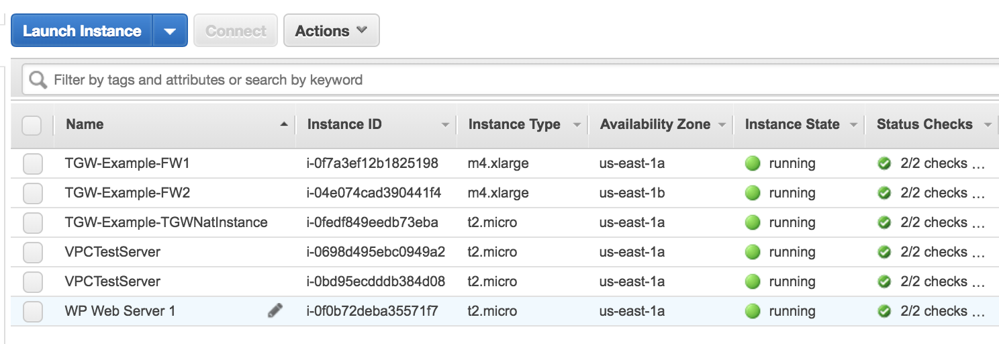 Launch Instance Connect Actions
Filter by tags and attributes or search by keyword
Name Instance ID Instance Type Availability Zone Instance State Status Checks
TGW-Example-FW1 i-0f7a3ef12b1825198 m4.xlarge us-east-1a running 2/2 checks ...
TGW-Example-FW2 i-04e074cad390441f4 m4.xlarge us-east-1b running 2/2 checks ...
TGW-Example-TGWNatInstance i-0fedf849eedb73eba t2.micro us-east-1a running 2/2 checks ...
VPCTestServer i-0698d495ebc0949a2 t2.micro us-east-1a running 2/2 checks ...
VPCTestServer i-0bd95ecdddb384d08 t2.micro us-east-1a running 2/2 checks ...
WP Web Server 1 i-0f0b72deba35571f7 t2.micro us-east-1a running 2/2 checks ...